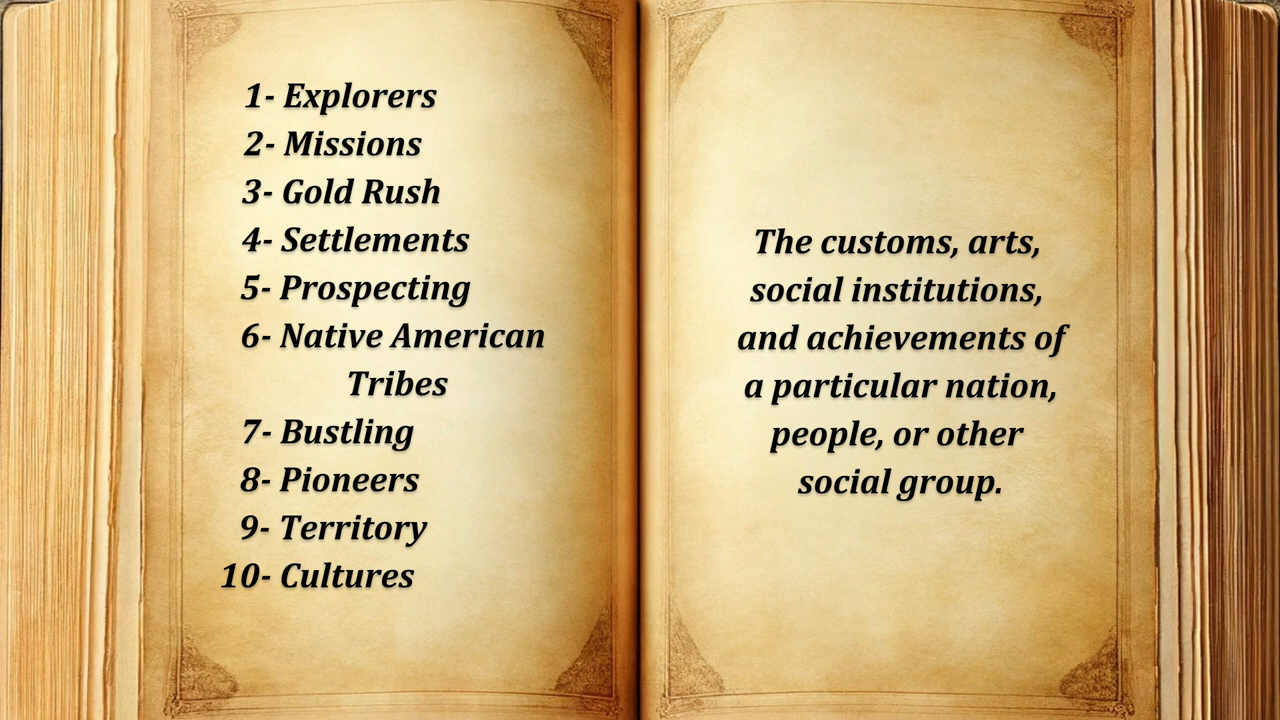 1- Explorers
2- Missions
3- Gold Rush
4- Settlements
5- Prospecting
6- Native American
Tribes
7- Bustling
8- Pioneers
9- Territory
10- Cultures
The customs, arts,
social institutions,
and achievements of
a particular nation,
people, or other
social group.